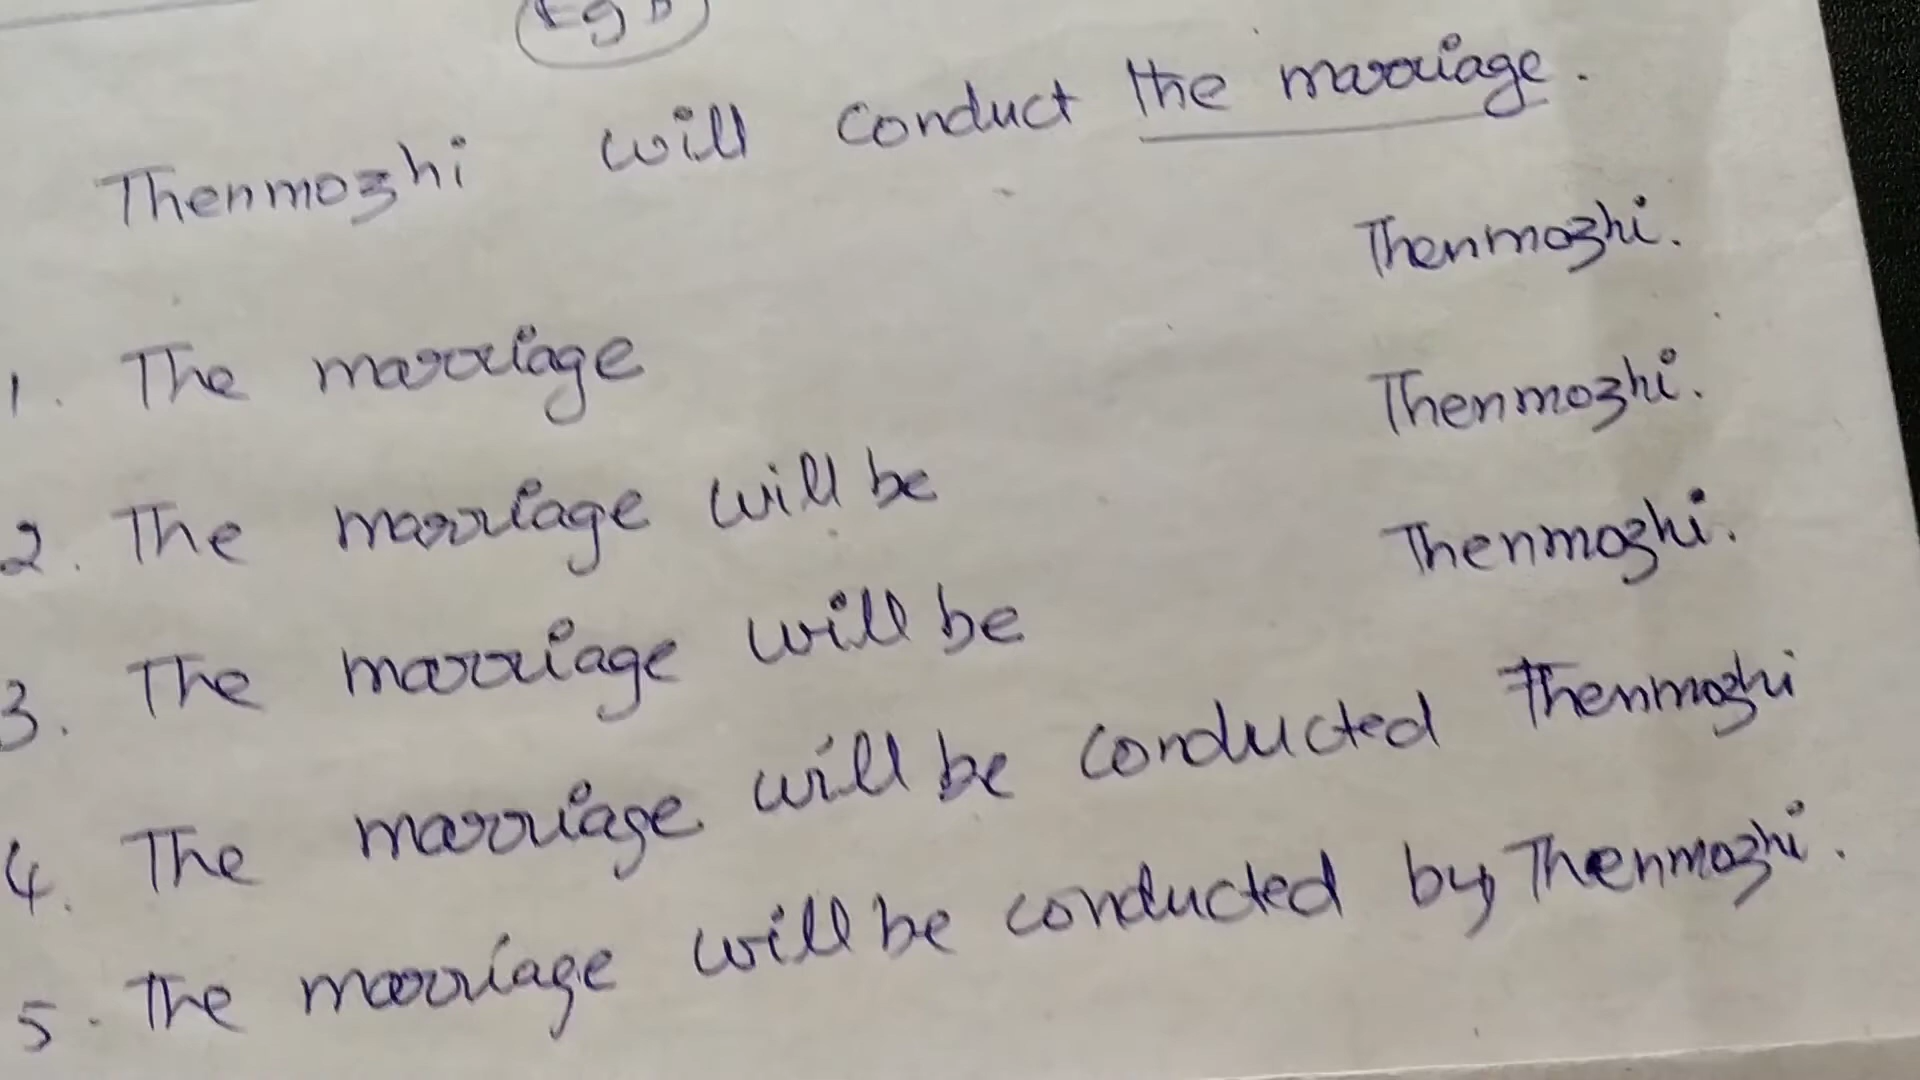 Thenmozhi will conduct the marriage.
1. The marriage Thenmozhi.
2. The marriage will be Thenmozhi.
3. The marriage will be Thenmozhi.
4. The marriage will be conducted Thenmozhi
5. The marriage will be conducted by Thenmozhi.